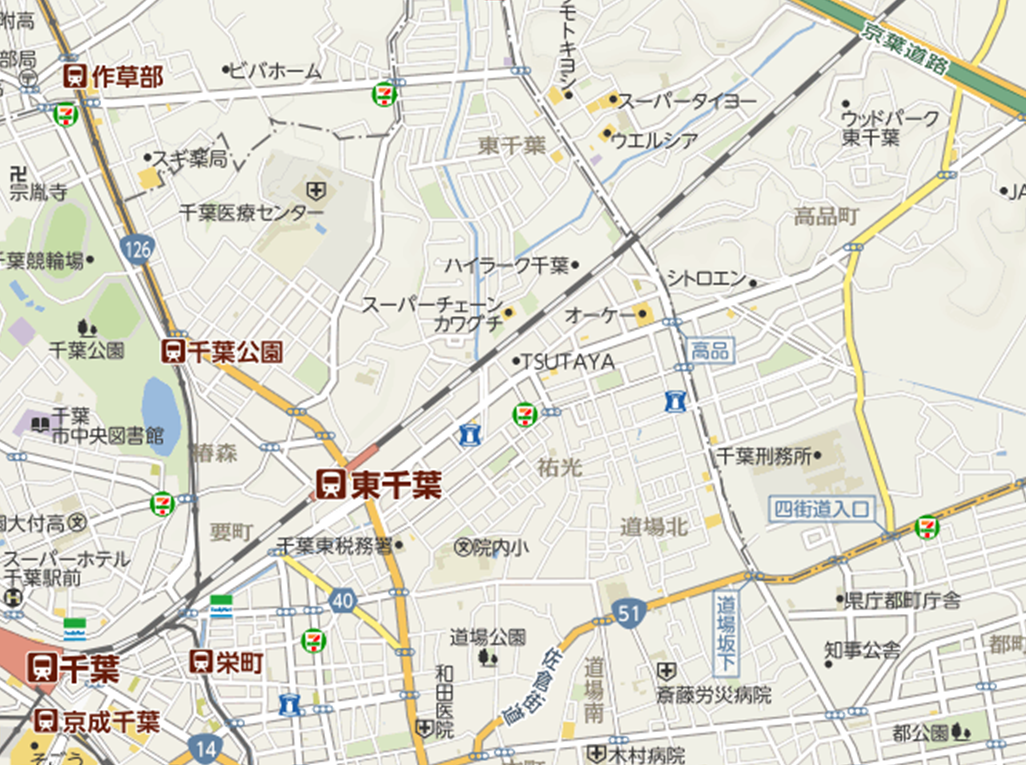 附高
モトキヨシ
京葉道路
部局
作草部
ビバホーム
スーパータイヨー
ウッドパーク
東千葉
ウエルシア
東千葉
スギ薬局
卍
宗胤寺
千葉医療センター
JA
高品町
126
葉競輪場
ハイラーク千葉
シトロエン
スーパーチェーン
カワグチ
オーケー
千葉公園
千葉公園
TSUTAYA
高品
千葉
市中央図書館
椿森
千葉刑務所
祐光
東千葉
四街道入口
大付高
文
要町
道場北
千葉東税務署
文
院内小
スーパーホテル
千葉駅前
H
FamilyMart
40
51
県庁都町庁舎
道場坂下
FamilyMart
道場公園
佐倉街道
都町
知事公舎
千葉
栄町
和田医院
道場南
斎藤労災病院
京成千葉
14
都公園
そごう
木村病院